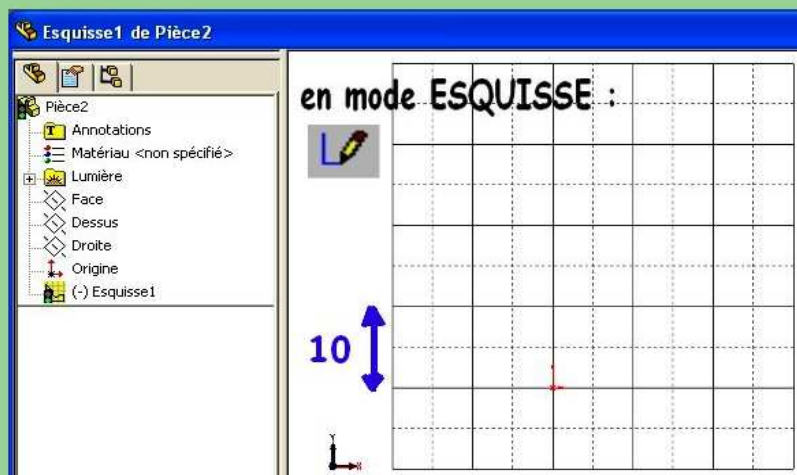 Esquisse1 de Pièce2
Pièce2
Annotations
Matériau <non spécifié>
Lumière
Face
Dessus
Droite
Origine
(-) Esquisse1
en mode ESQUISSE :
10
Y
X